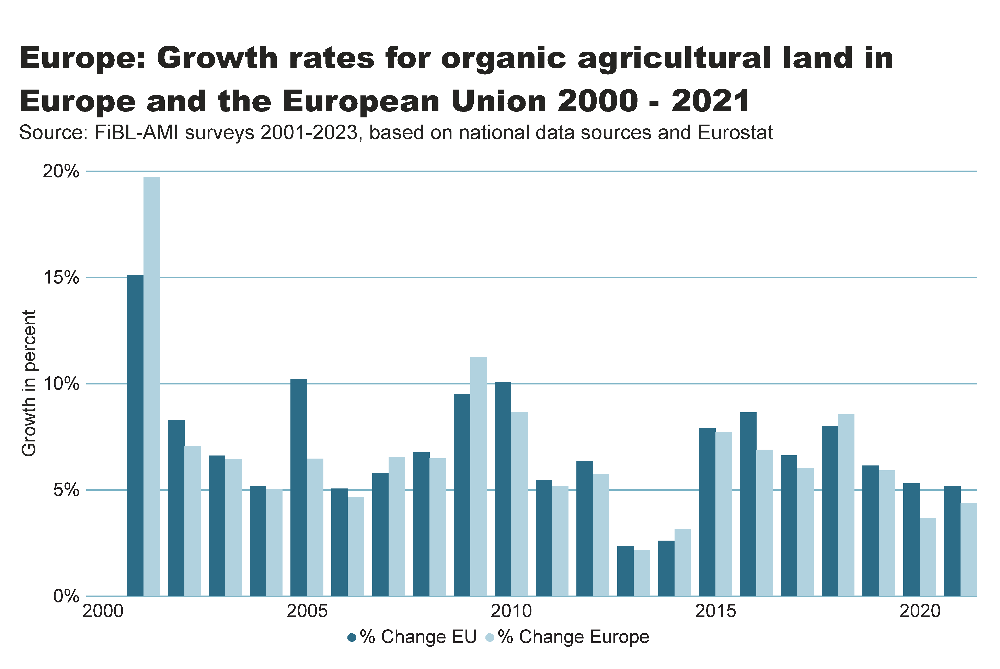 Europe: Growth rates for organic agricultural land in
Europe and the European Union 2000 - 2021
Source: FiBL-AMI surveys 2001-2023, based on national data sources and Eurostat
Growth in percent
20%
15%
10%
5%
0%
2000 2005 2010 2015 2020
% Change EU % Change Europe